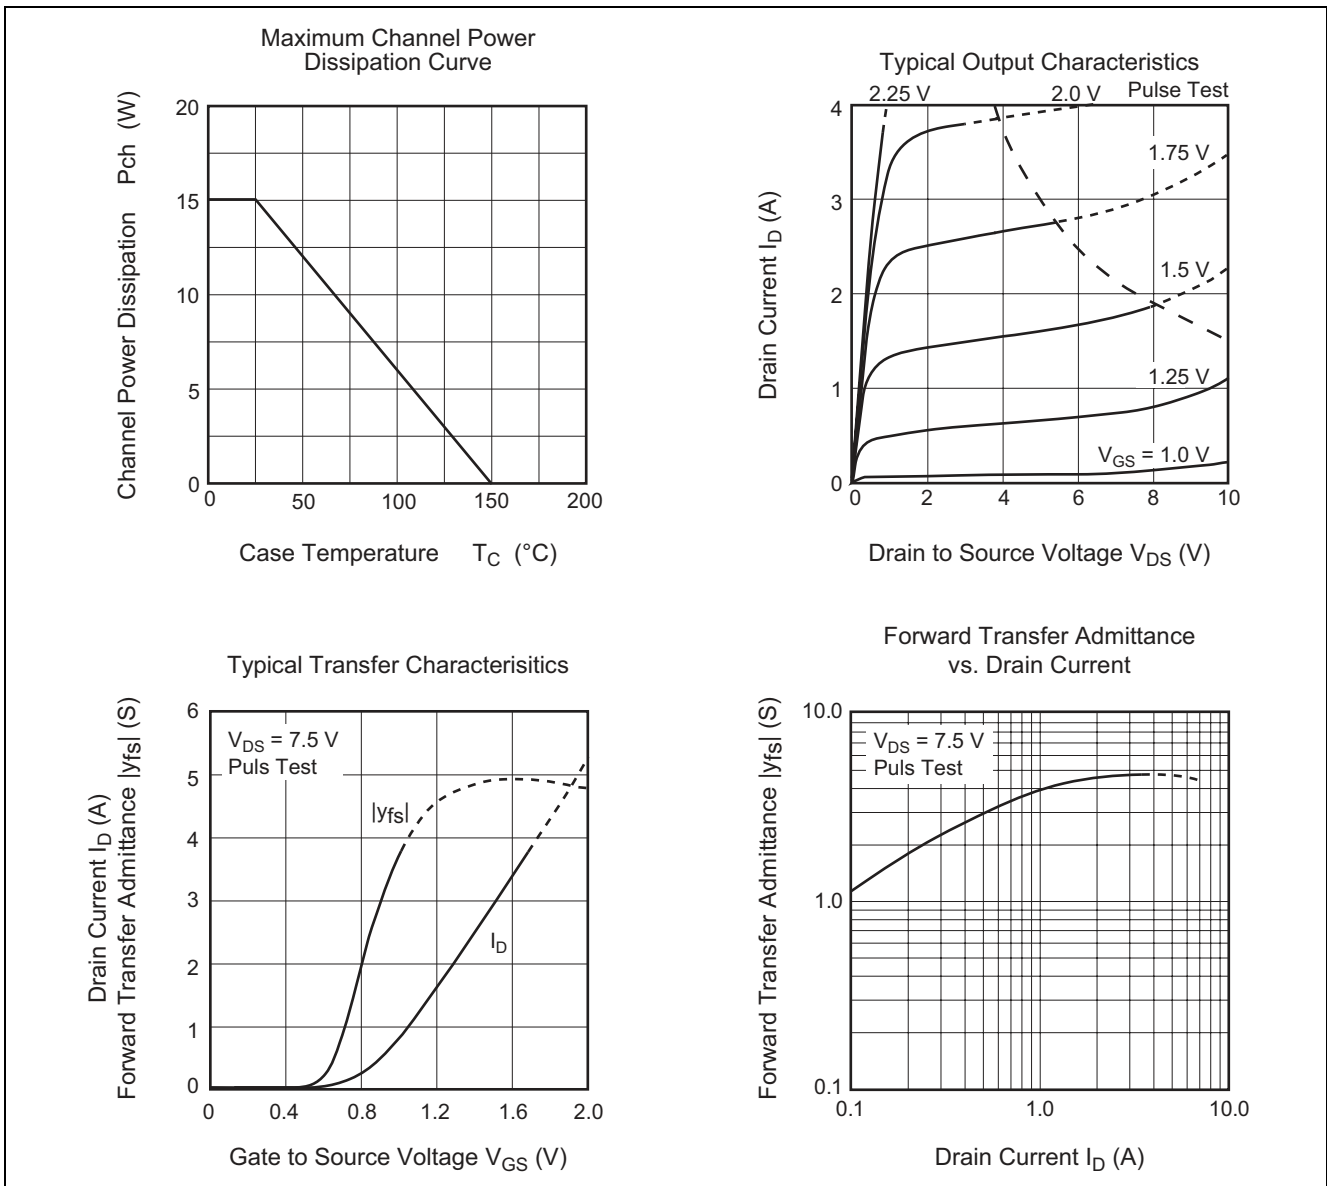 Maximum Channel Power
Dissipation Curve
Channel Power Dissipation Pch (W)
20
15
10
5
0
0 50 100 150 200
Case Temperature TC (°C)
Typical Output Characteristics
2.25 V 2.0 V Pulse Test
Drain Current ID (A)
4
3
2
1
0
1.75 V
1.5 V
1.25 V
VGS = 1.0 V
0 2 4 6 8 10
Drain to Source Voltage VDS (V)
Typical Transfer Characterisitics
Drain Current ID (A)
Forward Transfer Admittance |yfs| (S)
6
5
4
3
2
1
0
VDS = 7.5 V
Puls Test
|yfs|
ID
0 0.4 0.8 1.2 1.6 2.0
Gate to Source Voltage VGS (V)
Forward Transfer Admittance
vs. Drain Current
Forward Transfer Admittance |yfs| (S)
10.0
1.0
0.1
VDS = 7.5 V
Puls Test
0.1 1.0 10.0
Drain Current ID (A)